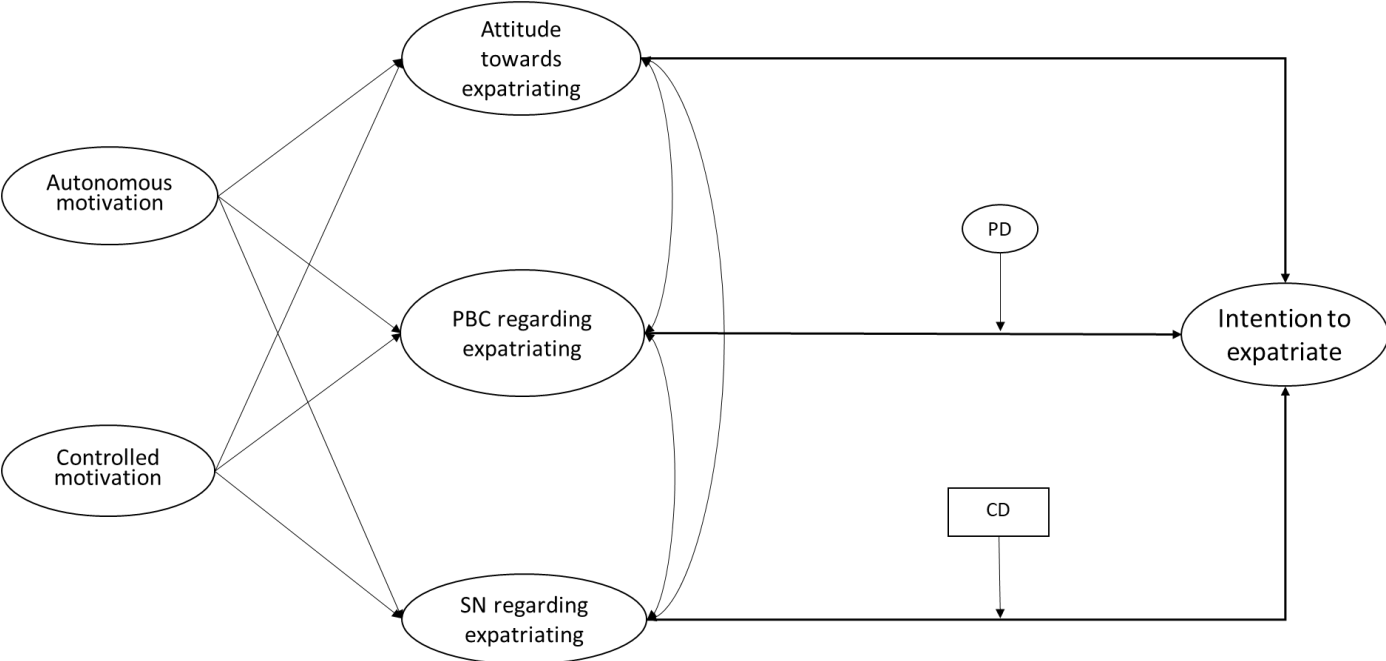 Attitude
towards
expatriating
Autonomous
motivation
PD
PBC regarding
expatriating
Intention to
expatriate
Controlled
motivation
CD
SN regarding
expatriating